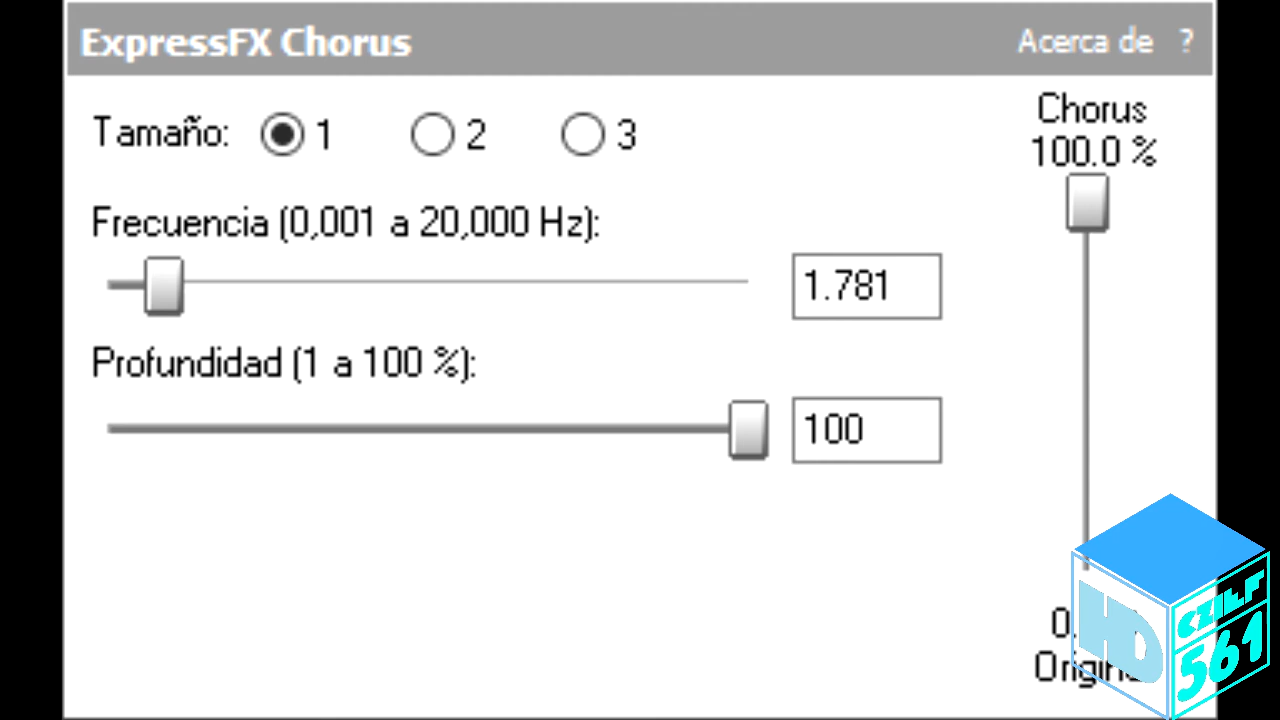 ExpressFX Chorus
Acerca de ?
Tamaño: 1 2 3
Chorus
100.0 %
Frecuencia (0,001 a 20,000 Hz):
1.781
Profundidad (1 a 100 %):
100
HD
561